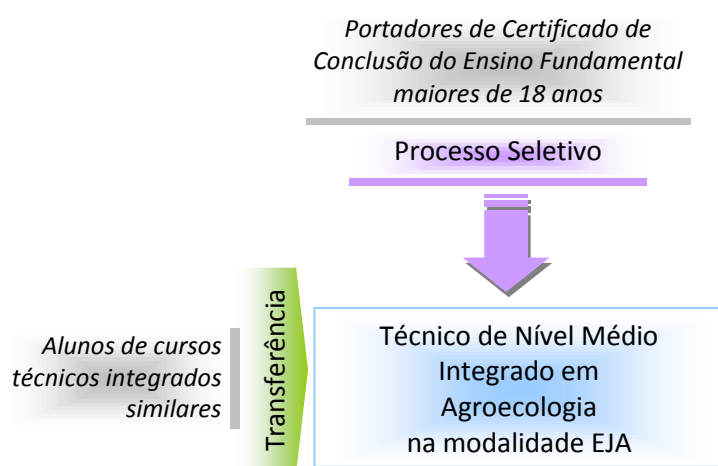 Portadores de Certificado de
Conclusão do Ensino Fundamental
maiores de 18 anos
Processo Seletivo
Transferência
Alunos de cursos
técnicos integrados
similares
Técnico de Nível Médio
Integrado em
Agroecologia
na modalidade EJA